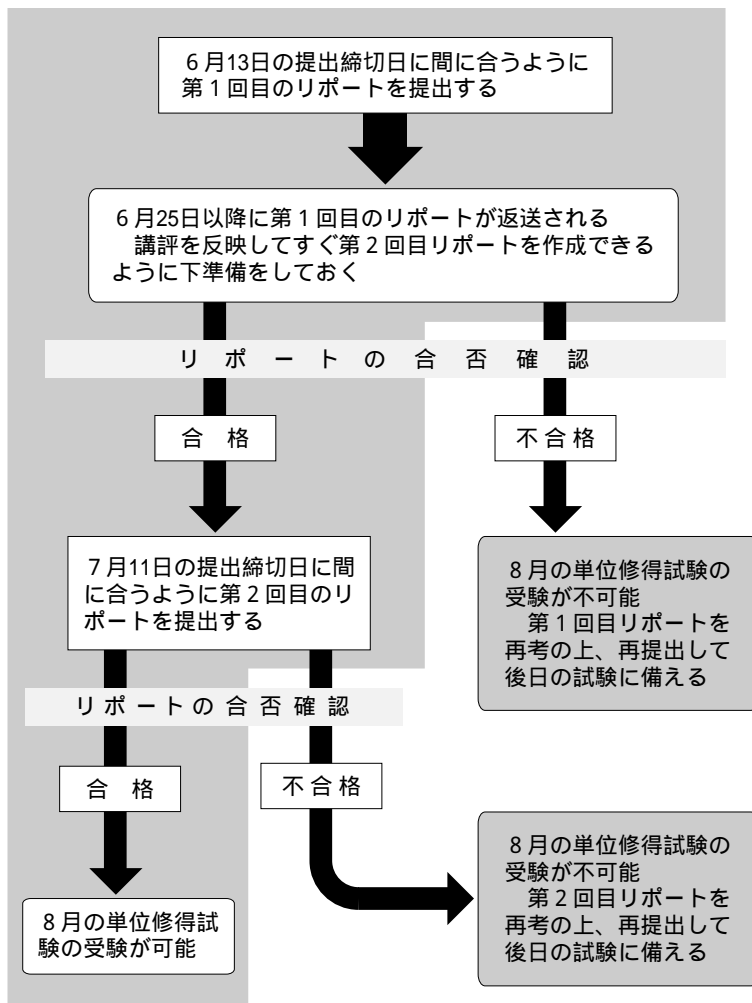 ６月13日の提出締切日に間に合うように
第１回目のリポートを提出する
６月25日以降に第１回目のリポートが返送される
　講評を反映してすぐ第２回目リポートを作成できる
ように下準備をしておく
リポートの合否確認
合　格
不合格
７月11日の提出締切日に間
に合うように第２回目のリ
ポートを提出する
８月の単位修得試験の
受験が不可能
　第１回目リポートを
再考の上、再提出して
後日の試験に備える
リポートの合否確認
合　格
不合格
８月の単位修得試
験の受験が可能
８月の単位修得試験の
受験が不可能
　第２回目リポートを
再考の上、再提出して
後日の試験に備える